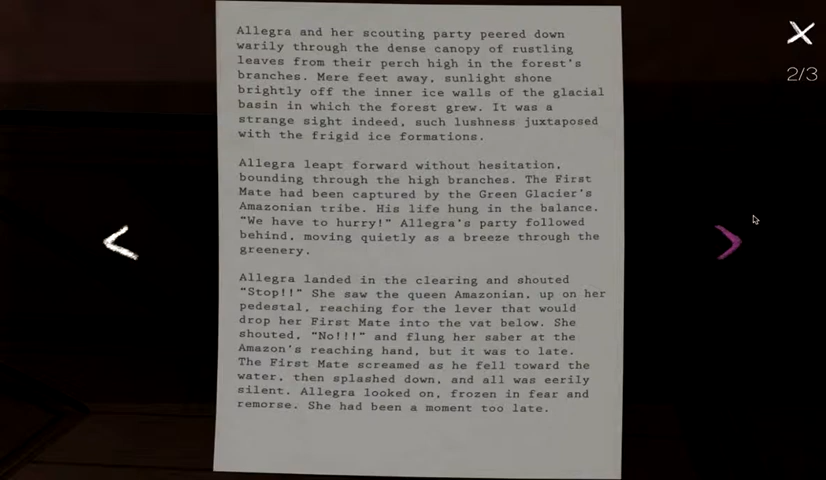 Allegra and her scouting party peered down
warily through the dense canopy of rustling
leaves from their perch high in the forest's
branches. Mere feet away, sunlight shone
brightly off the inner ice walls of the glacial
basin in which the forest grew. It was a
strange sight indeed, such lushness juxtaposed
with the frigid ice formations.
Allegra leapt forward without hesitation,
bounding through the high branches. The First
Mate had been captured by the Green Glacier's
Amazonian tribe. His life hung in the balance.
"We have to hurry!" Allegra's party followed
behind, moving quietly as a breeze through the
greenery.
Allegra landed in the clearing and shouted
"Stop!!" She saw the queen Amazonian, up on her
pedestal, reaching for the lever that would
drop her First Mate into the vat below. She
shouted, "No!!!" and flung her saber at the
Amazon's reaching hand, but it was to late.
The First Mate screamed as he fell toward the
water, then splashed down, and all was eerily
silent. Allegra looked on, frozen in fear and
remorse. She had been a moment too late.
2/3